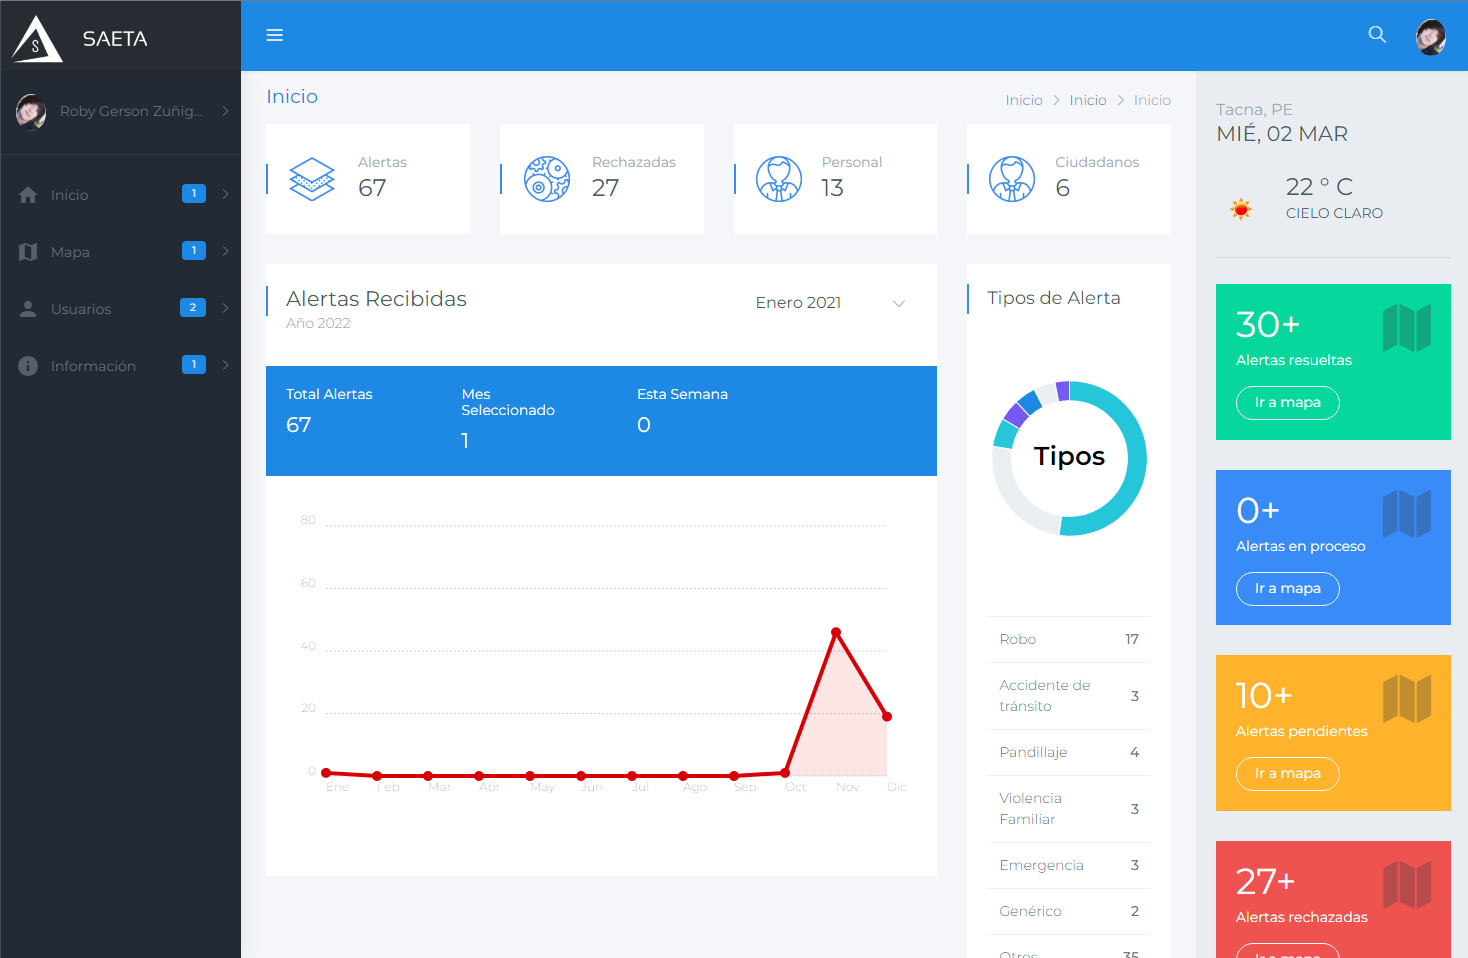 S
SAETA
Roby Gerson Zuñig...
Inicio 1
Mapa 1
Usuarios 2
Información 1
Inicio
Inicio > Inicio > Inicio
Alertas
67
Rechazadas
27
Personal
13
Ciudadanos
6
Alertas Recibidas
Año 2022
Enero 2021
Total Alertas
67
Mes
Seleccionado
1
Esta Semana
0
80
60
40
20
0
Ene Feb Mar Abr May Jun Jul Ago Sep Oct Nov Dic
Tipos de Alerta
Tipos
Robo 17
Accidente de
tránsito 3
Pandillaje 4
Violencia
Familiar 3
Emergencia 3
Genérico 2
Otros 35
Tacna, PE
MIÉ, 02 MAR
22 ° C
CIELO CLARO
30+
Alertas resueltas
Ir a mapa
0+
Alertas en proceso
Ir a mapa
10+
Alertas pendientes
Ir a mapa
27+
Alertas rechazadas
Ir a mapa